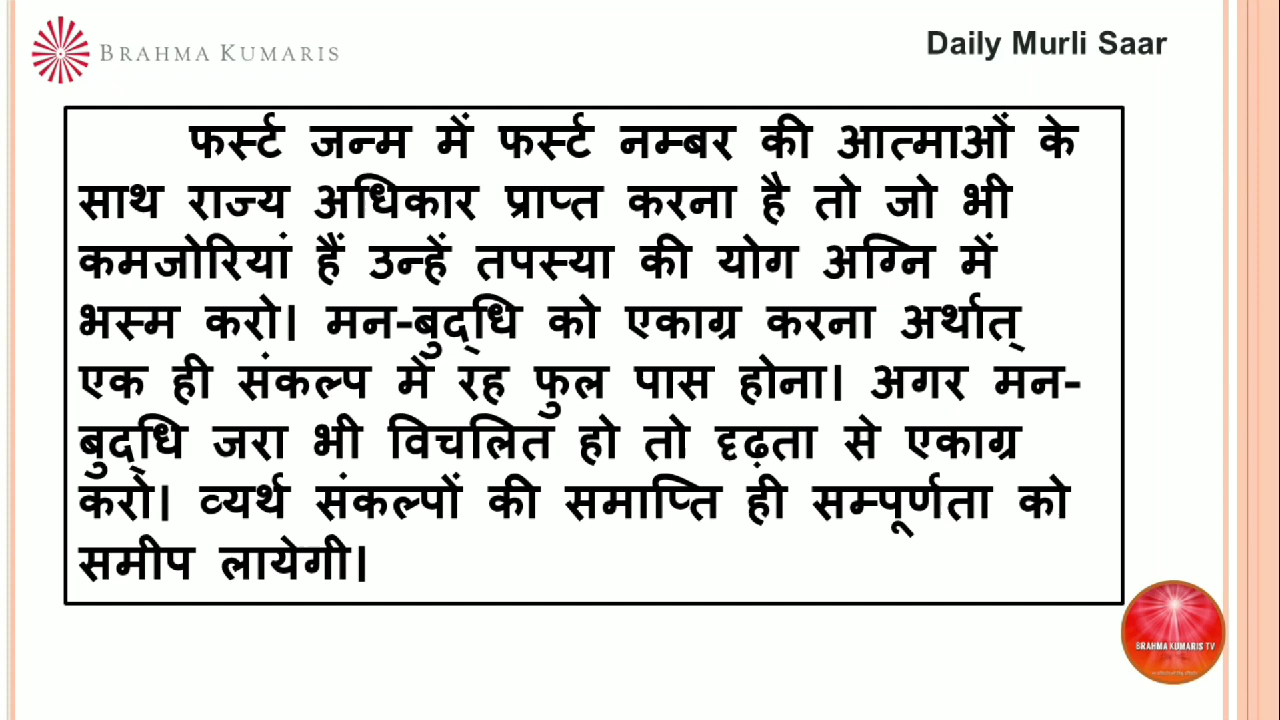 BRAHMA KUMARIS
Daily Murli Saar
फर्स्ट जन्म में फर्स्ट नम्बर की आत्माओं के
साथ राज्य अधिकार प्राप्त करना है तो जो भी
कमजोरियां हैं उन्हें तपस्या की योग अग्नि में
भस्म करो। मन-बुद्धि को एकाग्र करना अर्थात्
एक ही संकल्प में रह फुल पास होना। अगर मन-
बुद्धि जरा भी विचलित हो तो दृढ़ता से एकाग्र
करो। व्यर्थ संकल्पों की समाप्ति ही सम्पूर्णता को
समीप लायेगी।
BRAHMA KUMARIS TV